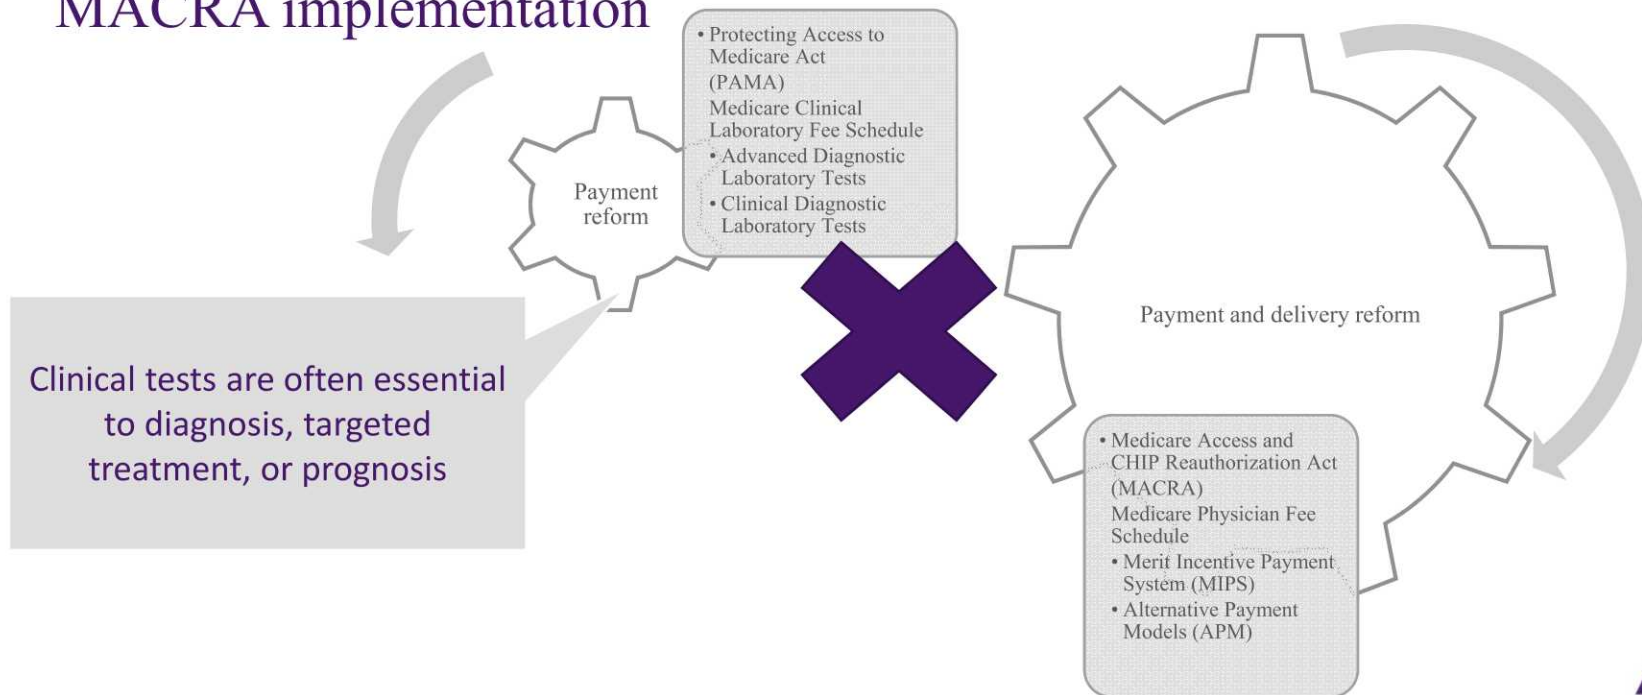 MACRA implementation
• Protecting Access to
Medicare Act
(PAMA)
Medicare Clinical
Laboratory Fee Schedule
• Advanced Diagnostic
Laboratory Tests
• Clinical Diagnostic
Laboratory Tests
Payment
reform
Clinical tests are often essential
to diagnosis, targeted
treatment, or prognosis
Payment and delivery reform
• Medicare Access and
CHIP Reauthorization Act
(MACRA)
Medicare Physician Fee
Schedule
• Merit Incentive Payment
System (MIPS)
• Alternative Payment
Models (APM)